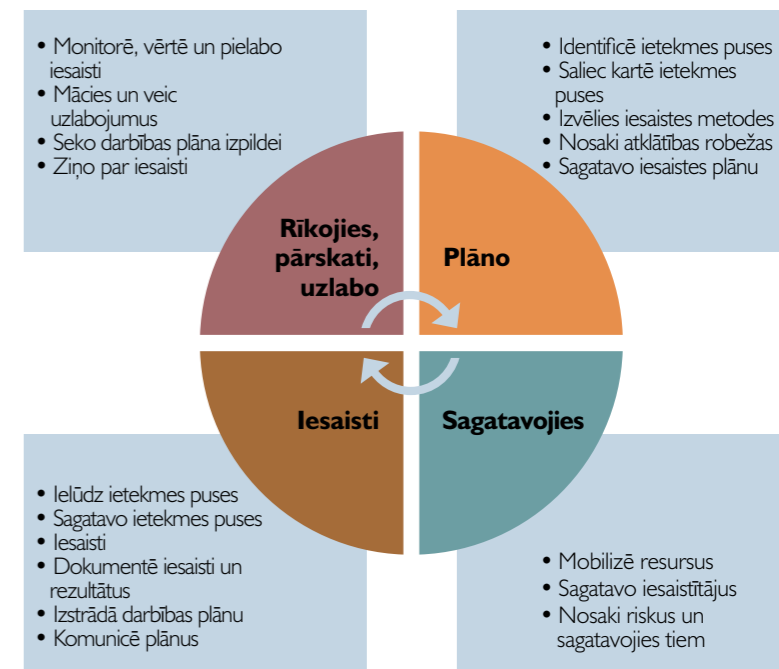 • Monitorē, vērtē un pielabo
iesaisti
• Mācies un veic
uzlabojumus
• Seko darbības plāna izpildei
• Ziņo par iesaisti
• Identificē ietekmes puses
• Saliec kartē ietekmes
puses
• Izvēlies iesaistes metodes
• Nosaki atklātības robežas
• Sagatavo iesaistes plānu
Rīkojies,
pārskati,
uzlabo
Plāno
Iesaisti
Sagatavojies
• Ielūdz ietekmes puses
• Sagatavo ietekmes puses
• Iesaisti
• Dokumentē iesaisti un
rezultātus
• Izstrādā darbības plānu
• Komunicē plānus
• Mobilizē resursus
• Sagatavo iesaistītājus
• Nosaki riskus un
sagatavojies tiem